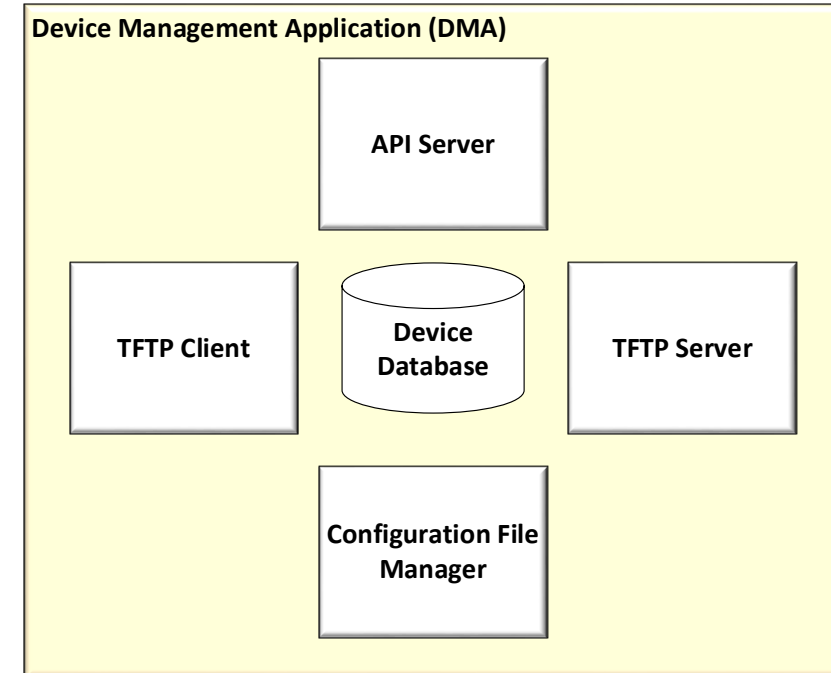 Device Management Application (DMA)
API Server
TFTP Client
Device
Database
TFTP Server
Configuration File
Manager